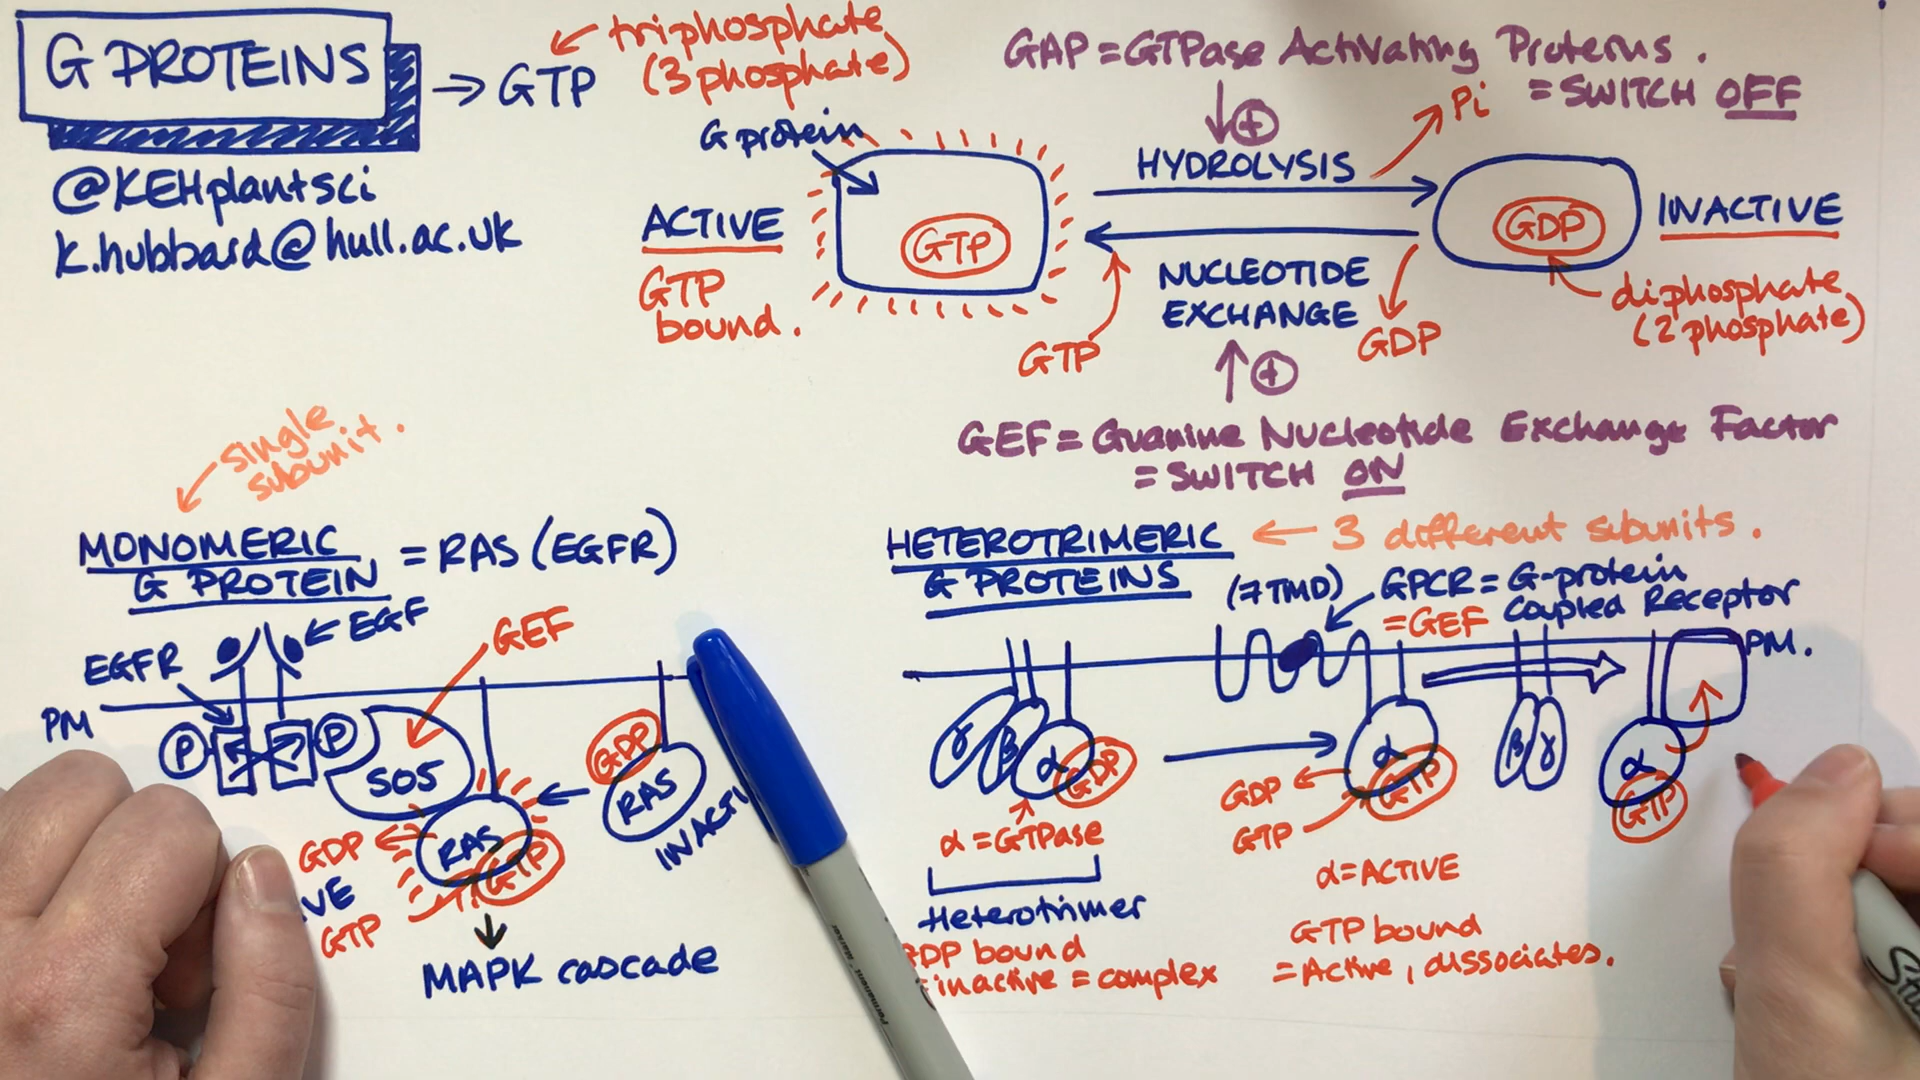 G PROTEINS
→ GTP
triphosphate
(3 phosphate)
@KEHplantsci
k.hubbard@hull.ac.uk
GAP = GTPase Activating Proteins.
= SWITCH OFF
+
Pi
G protein
HYDROLYSIS
ACTIVE
GTP
bound.
GTP
GDP
INACTIVE
diphosphate
(2 phosphate)
NUCLEOTIDE
EXCHANGE
GTP
GDP
+
GEF = Guanine Nucleotide Exchange Factor
= SWITCH ON
single
subunit.
MONOMERIC
G PROTEIN
= RAS (EGFR)
EGF
EGFR
GEF
PM
P
P
SOS
GDP
RAS
RAS
GTP
GDP
GTP
MAPK cascade
HETEROTRIMERIC
G PROTEINS
← 3 different subunits.
(7TMD)
GPCR = G-protein
Coupled Receptor
= GEF
PM.
γ
β
α
GDP
α = GTPase
Heterotrimer
bound
inactive = complex
α
GTP
GDP
GTP
α = ACTIVE
GTP bound
= Active, dissociates.
β
γ
α
GTP